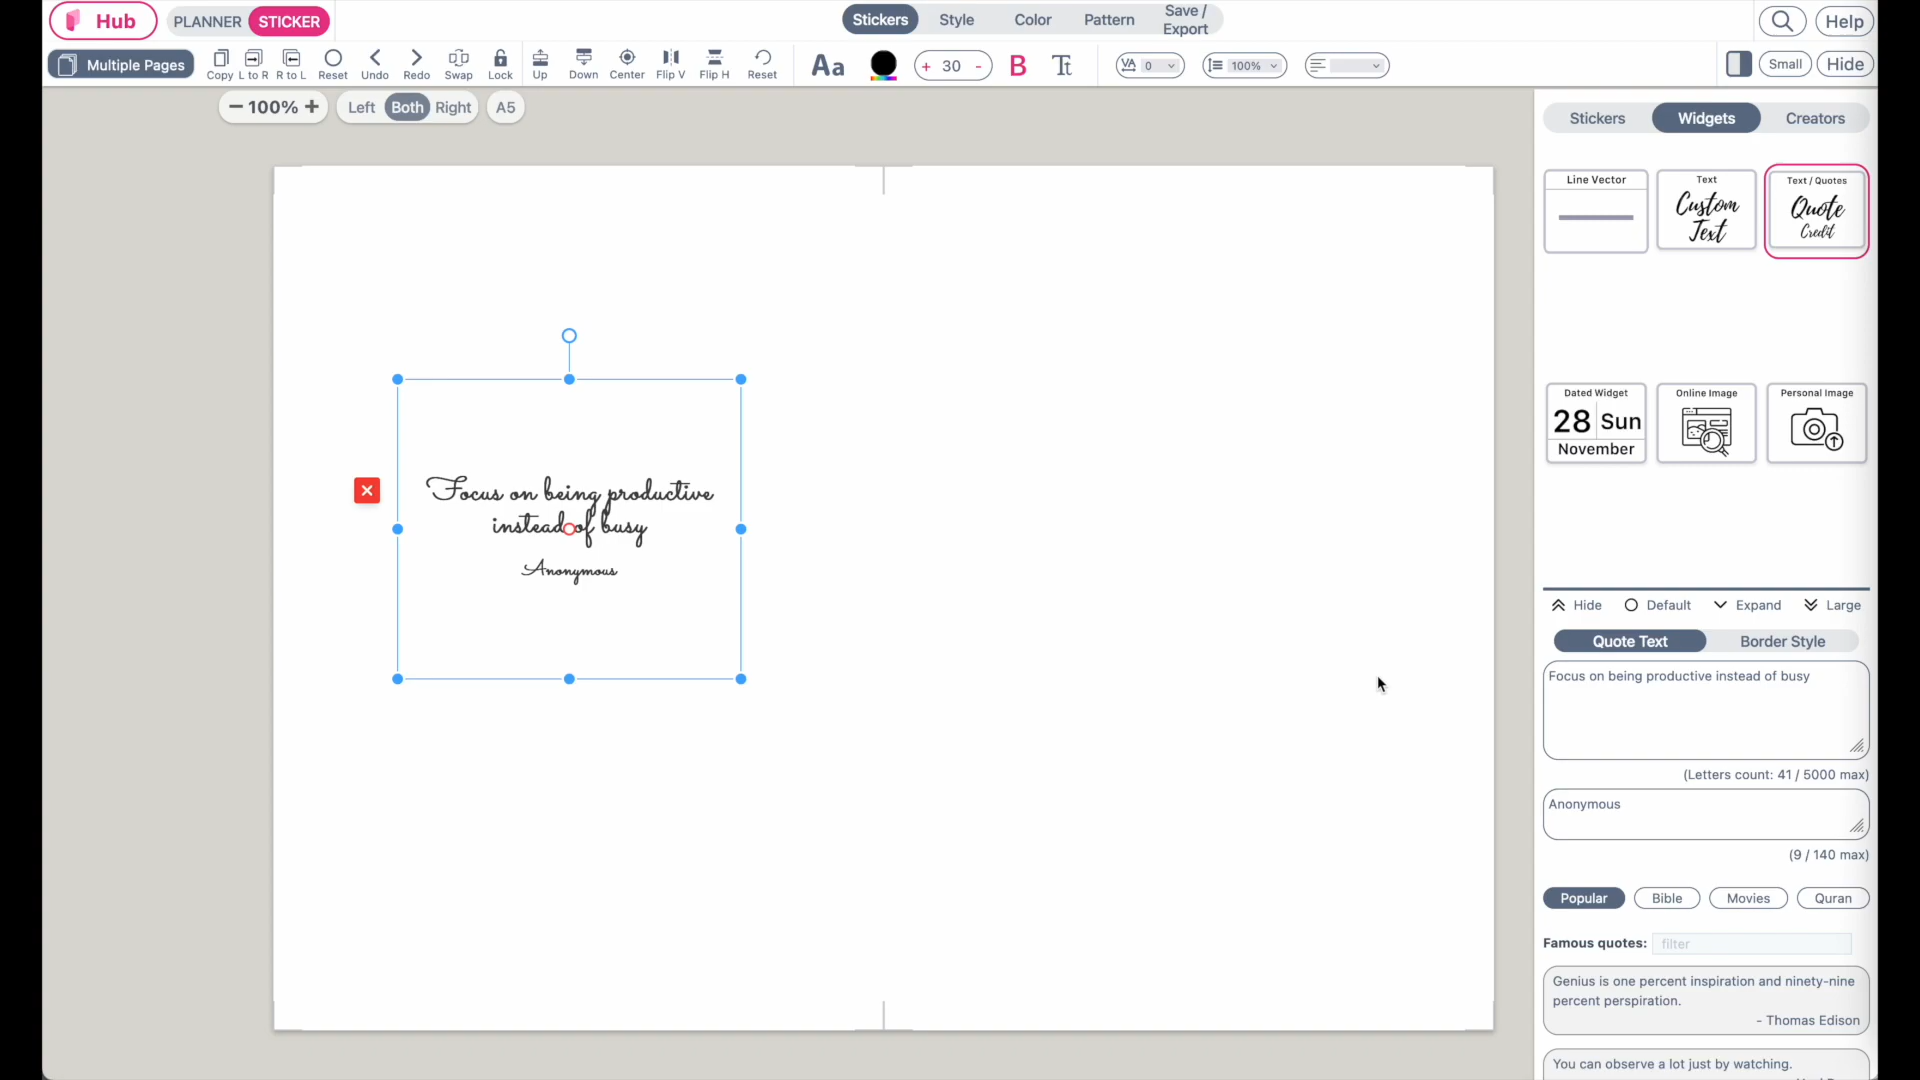 Hub
PLANNER STICKER
Stickers Style Color Pattern Save / Export
Help
Multiple Pages
Copy L to R R to L Reset Undo Redo Swap Lock Up Down Center Flip V Flip H Reset
Aa + 30 - B Tt VA 0 100%
Small Hide
− 100% +
Left Both Right
A5
Stickers Widgets Creators
Line Vector
Text
Custom
Text
Text / Quotes
Quote
Credit
Dated Widget
28 Sun
November
Online Image
Personal Image
Focus on being productive
instead of busy
Anonymous
Hide Default Expand Large
Quote Text Border Style
Focus on being productive instead of busy
(Letters count: 41 / 5000 max)
Anonymous
(9 / 140 max)
Popular Bible Movies Quran
Famous quotes: filter
Genius is one percent inspiration and ninety-nine
percent perspiration.
- Thomas Edison
You can observe a lot just by watching.